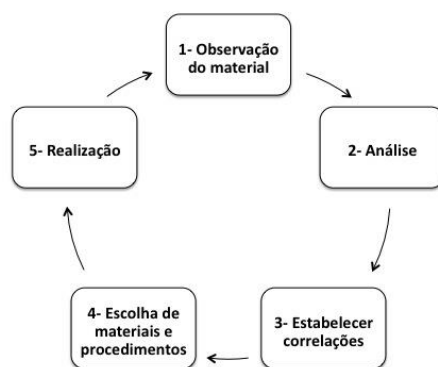 1- Observação
do material
2- Análise
3- Estabelecer
correlações
4- Escolha de
materiais e
procedimentos
5- Realização